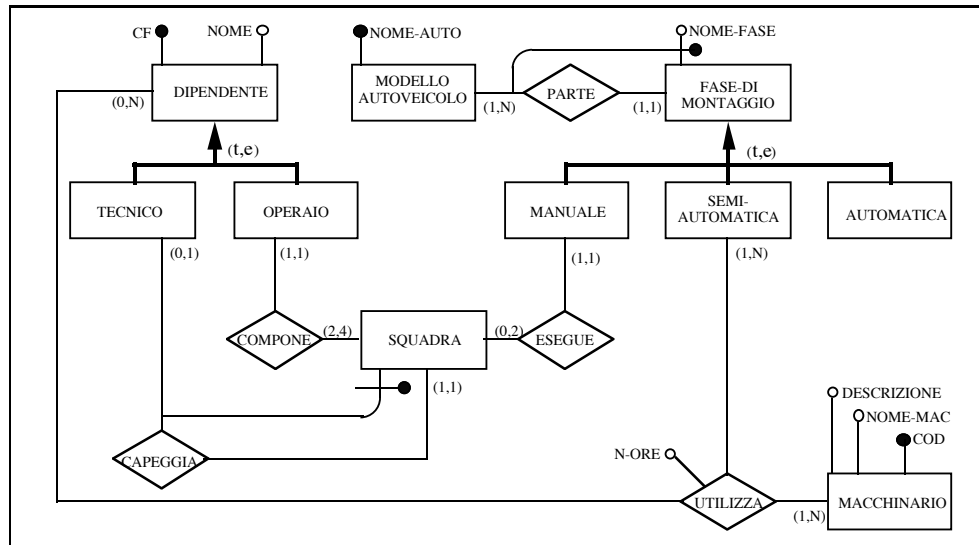 CF
NOME
NOME-AUTO
NOME-FASE
DIPENDENTE
MODELLO
AUTOVEICOLO
PARTE
FASE-DI
MONTAGGIO
(0,N)
(1,N)
(1,1)
(t,e)
(t,e)
TECNICO
OPERAIO
MANUALE
SEMI-
AUTOMATICA
AUTOMATICA
(0,1)
(1,1)
(1,1)
(1,N)
COMPONE
(2,4)
SQUADRA
(0,2)
ESEGUE
(1,1)
DESCRIZIONE
NOME-MAC
COD
CAPEGGIA
N-ORE
UTILIZZA
(1,N)
MACCHINARIO